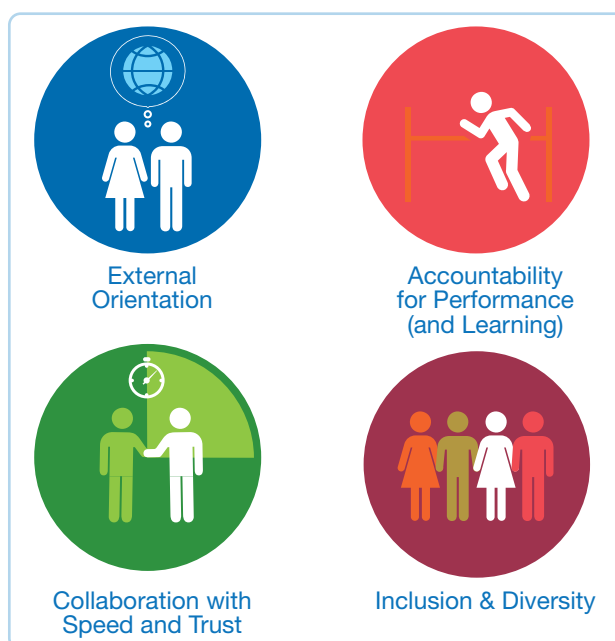 External
Orientation
Accountability
for Performance
(and Learning)
Collaboration with
Speed and Trust
Inclusion & Diversity